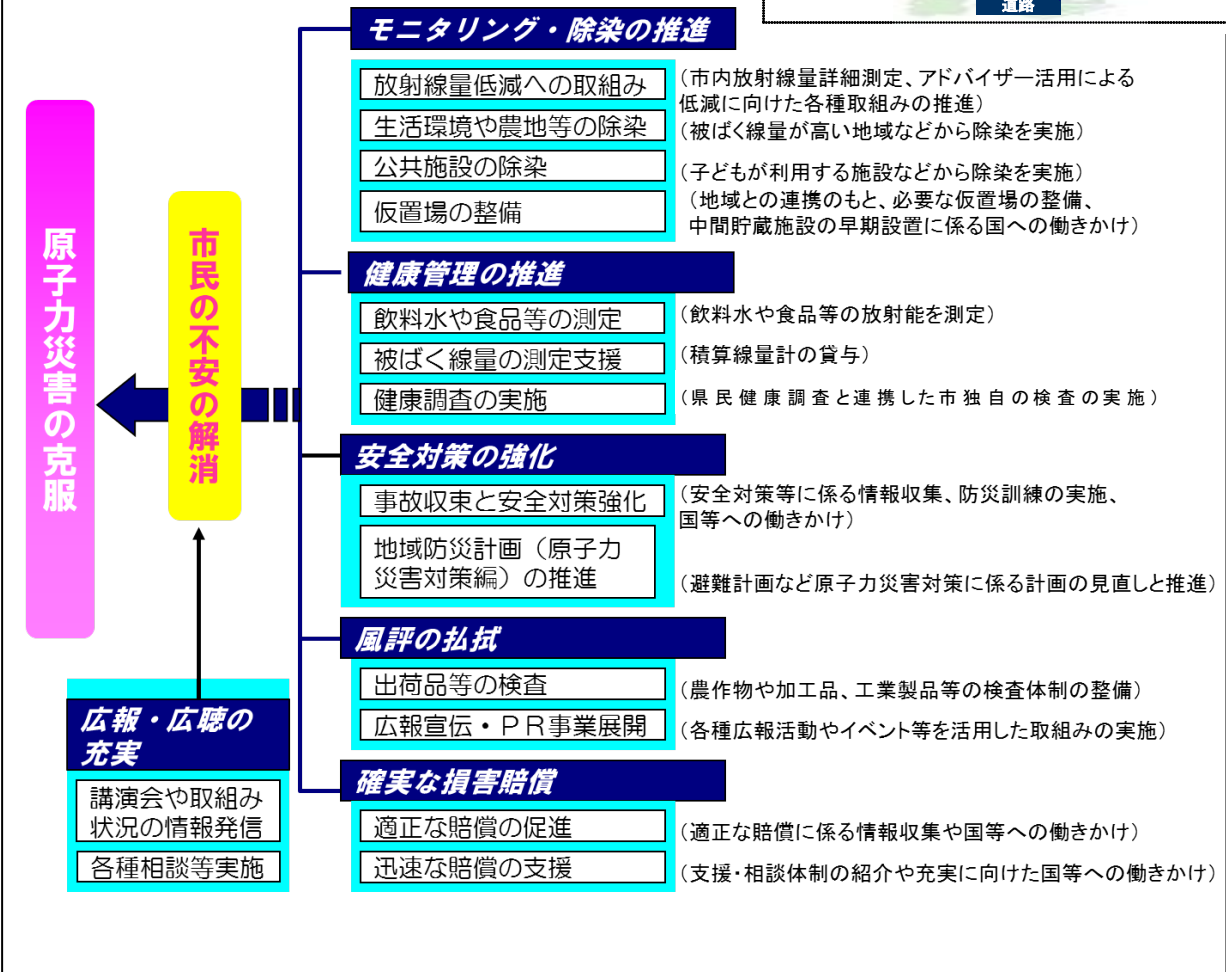 道路
モニタリング・除染の推進
放射線量低減への取組み
(市内放射線量詳細測定、アドバイザー活用による
低減に向けた各種取組みの推進)
生活環境や農地等の除染
(被ばく線量が高い地域などから除染を実施)
公共施設の除染
(子どもが利用する施設などから除染を実施)
仮置場の整備
(地域との連携のもと、必要な仮置場の整備、
中間貯蔵施設の早期設置に係る国への働きかけ)
健康管理の推進
飲料水や食品等の測定
(飲料水や食品等の放射能を測定)
被ばく線量の測定支援
(積算線量計の貸与)
健康調査の実施
(県民健康調査と連携した市独自の検査の実施)
安全対策の強化
事故収束と安全対策強化
(安全対策等に係る情報収集、防災訓練の実施、
国等への働きかけ)
地域防災計画(原子力
災害対策編)の推進
(避難計画など原子力災害対策に係る計画の見直しと推進)
風評の払拭
出荷品等の検査
(農作物や加工品、工業製品等の検査体制の整備)
広報宣伝・PR事業展開
(各種広報活動やイベント等を活用した取組みの実施)
確実な損害賠償
適正な賠償の促進
(適正な賠償に係る情報収集や国等への働きかけ)
迅速な賠償の支援
(支援・相談体制の紹介や充実に向けた国等への働きかけ)
市民の不安の解消
原子力災害の克服
広報・広聴の
充実
講演会や取組み
状況の情報発信
各種相談等実施